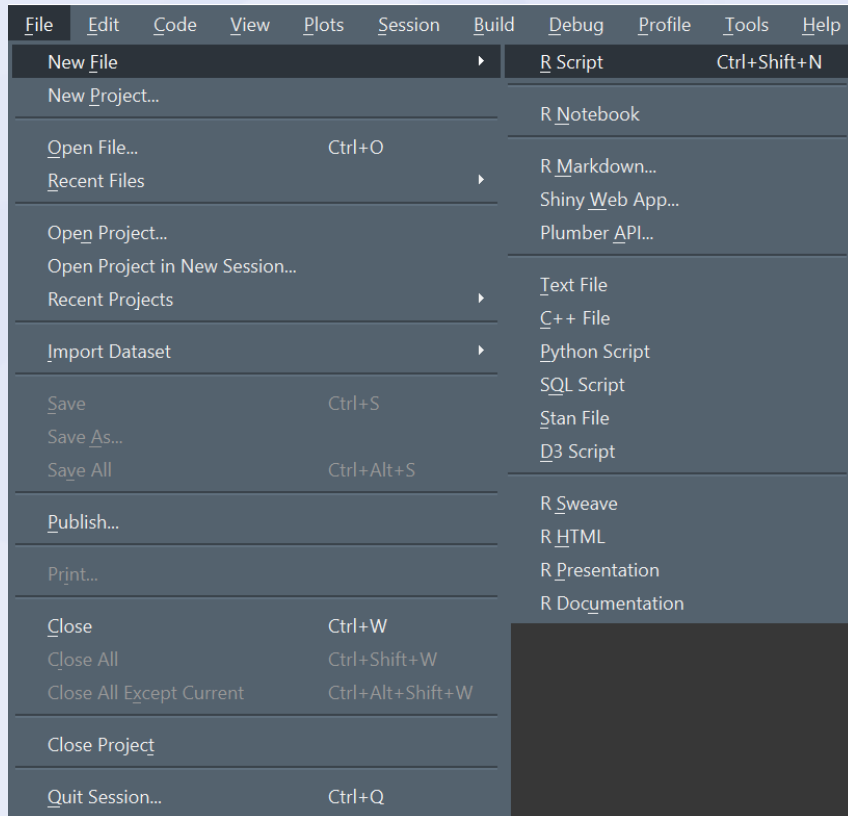 File Edit Code View Plots Session Build Debug Profile Tools Help
New File
New Project...
Open File... Ctrl+O
Recent Files
Open Project...
Open Project in New Session...
Recent Projects
Import Dataset
Save Ctrl+S
Save As...
Save All Ctrl+Alt+S
Publish...
Print...
Close Ctrl+W
Close All Ctrl+Shift+W
Close All Except Current Ctrl+Alt+Shift+W
Close Project
Quit Session... Ctrl+Q
R Script Ctrl+Shift+N
R Notebook
R Markdown...
Shiny Web App...
Plumber API...
Text File
C++ File
Python Script
SQL Script
Stan File
D3 Script
R Sweave
R HTML
R Presentation
R Documentation